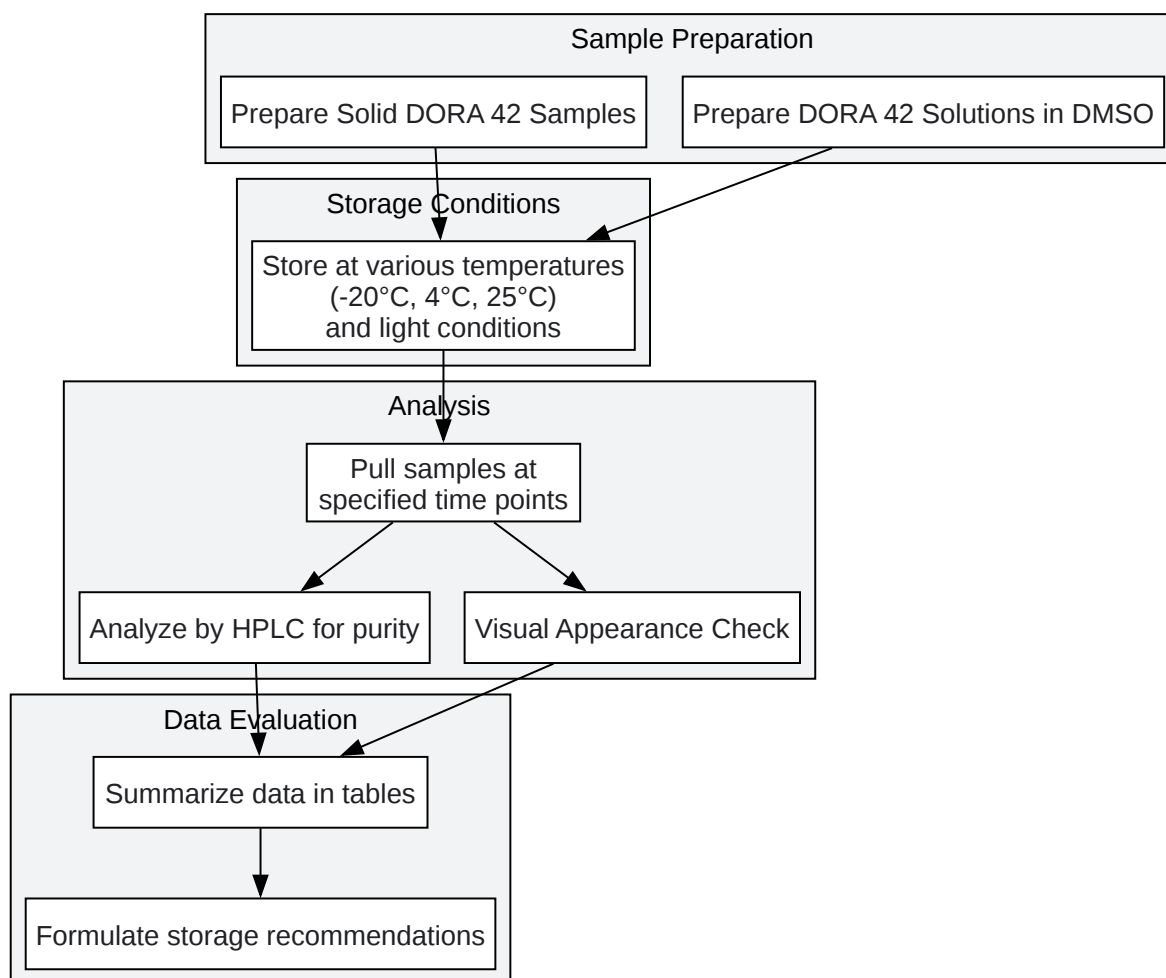 Sample Preparation
Prepare Solid DORA 42 Samples
Prepare DORA 42 Solutions in DMSO
Storage Conditions
Store at various temperatures
(-20°C, 4°C, 25°C)
and light conditions
Analysis
Pull samples at
specified time points
Analyze by HPLC for purity
Visual Appearance Check
Data Evaluation
Summarize data in tables
Formulate storage recommendations